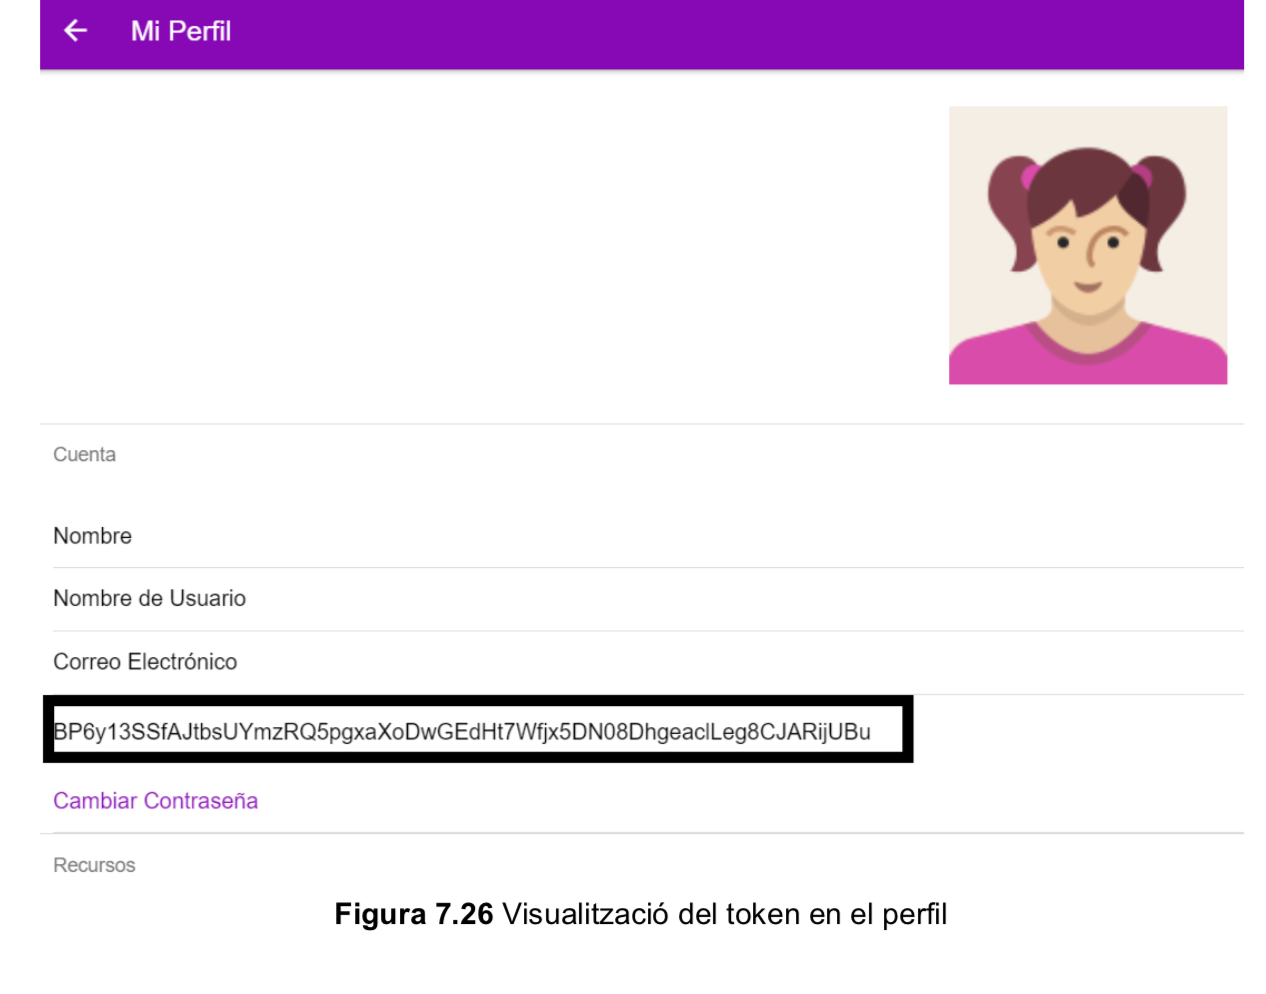 Mi Perfil
Cuenta
Nombre
Nombre de Usuario
Correo Electrónico
BP6y13SSfAJtbsUYmzRQ5pgxaXoDwGEdHt7Wfjx5DN08DhgeaclLeg8CJARijUBu
Cambiar Contraseña
Recursos
Figura 7.26 Visualització del token en el perfil